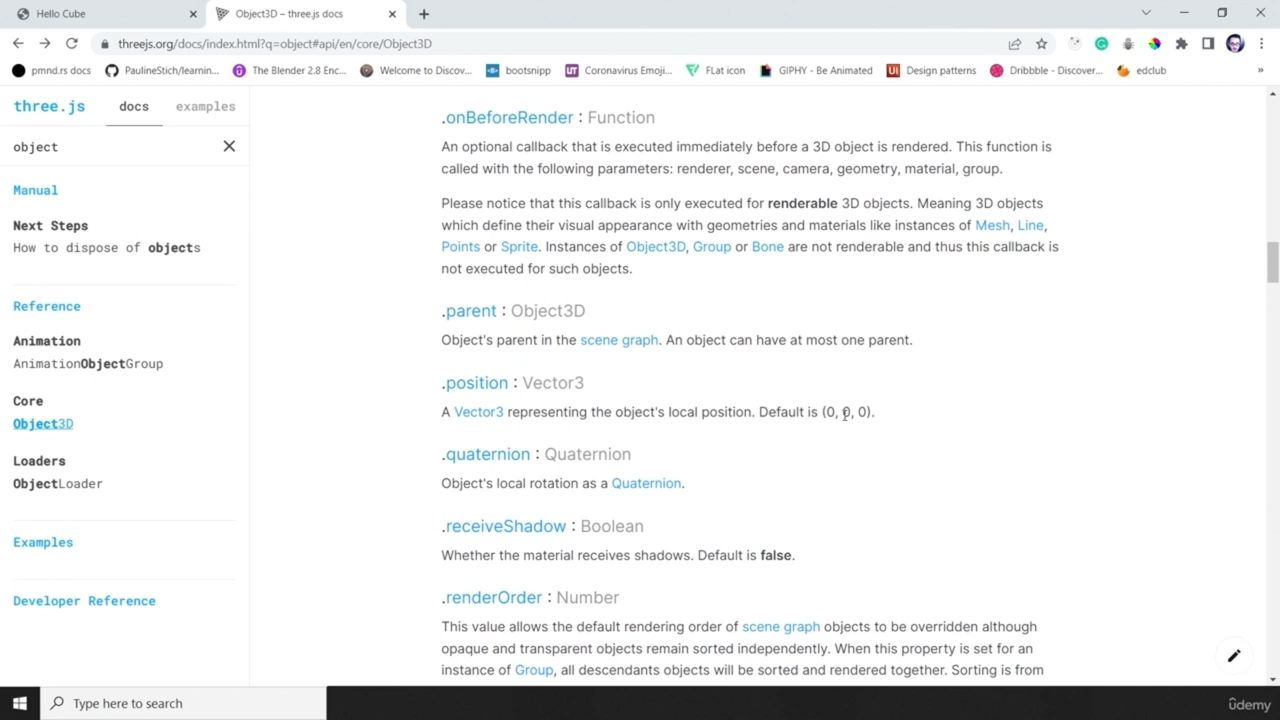 Hello Cube
Object3D – three.js docs
threejs.org/docs/index.html?q=object#api/en/core/Object3D
pmnd.rs docs
PaulineStich/learnin...
The Blender 2.8 Enc...
Welcome to Discov...
bootsnipp
Coronavirus Emoji...
FLat icon
GIPHY - Be Animated
Design patterns
Dribbble - Discover...
edclub
»
three.js
docs
examples
object
Manual
Next Steps
How to dispose of objects
Reference
Animation
AnimationObjectGroup
Core
Object3D
Loaders
ObjectLoader
Examples
Developer Reference
.onBeforeRender : Function
An optional callback that is executed immediately before a 3D object is rendered. This function is
called with the following parameters: renderer, scene, camera, geometry, material, group.
Please notice that this callback is only executed for renderable 3D objects. Meaning 3D objects
which define their visual appearance with geometries and materials like instances of Mesh, Line,
Points or Sprite. Instances of Object3D, Group or Bone are not renderable and thus this callback is
not executed for such objects.
.parent : Object3D
Object's parent in the scene graph. An object can have at most one parent.
.position : Vector3
A Vector3 representing the object's local position. Default is (0, 0, 0).
.quaternion : Quaternion
Object's local rotation as a Quaternion.
.receiveShadow : Boolean
Whether the material receives shadows. Default is false.
.renderOrder : Number
This value allows the default rendering order of scene graph objects to be overridden although
opaque and transparent objects remain sorted independently. When this property is set for an
instance of Group, all descendants objects will be sorted and rendered together. Sorting is from
Type here to search
udemy